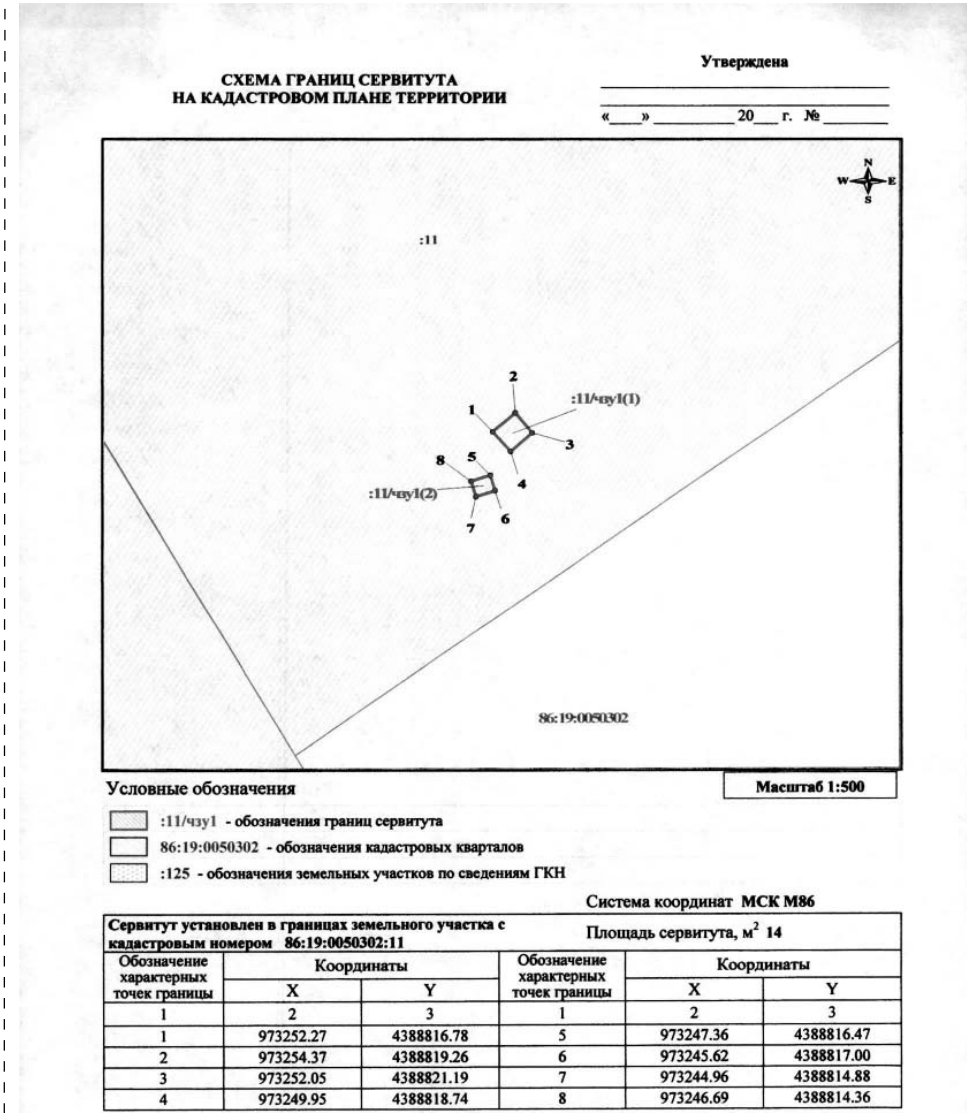 Утверждена
СХЕМА ГРАНИЦ СЕРВИТУТА
НА КАДАСТРОВОМ ПЛАНЕ ТЕРРИТОРИИ
«____» __________ 20___ г. № ________
N
W E
S
:11
2
:11/чзу1(1)
1
3
5
8
4
:11/чзу1(2)
6
7
86:19:0050302
Условные обозначения
Масштаб 1:500
:11/чзу1 - обозначения границ сервитута
86:19:0050302 - обозначения кадастровых кварталов
:125 - обозначения земельных участков по сведениям ГКН
Система координат МСК М86
Сервитут установлен в границах земельного участка с
кадастровым номером 86:19:0050302:11
Площадь сервитута, м² 14
Обозначение характерных точек границы Координаты Обозначение характерных точек границы Координаты
X Y X Y
1 2 3 1 2 3
1 973252.27 4388816.78 5 973247.36 4388816.47
2 973254.37 4388819.26 6 973245.62 4388817.00
3 973252.05 4388821.19 7 973244.96 4388814.88
4 973249.95 4388818.74 8 973246.69 4388814.36